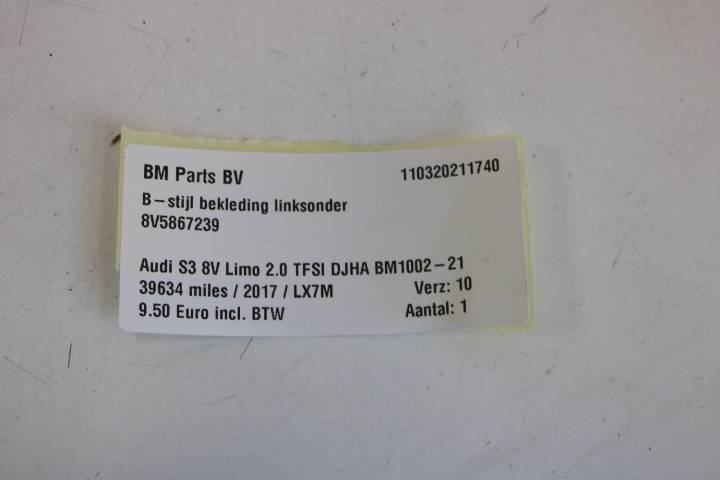 BM Parts BV 110320211740
B-stijl bekleding linksonder
8V5867239
Audi S3 8V Limo 2.0 TFSI DJHA BM1002-21
39634 miles / 2017 / LX7M Verz: 10
9.50 Euro incl. BTW Aantal: 1